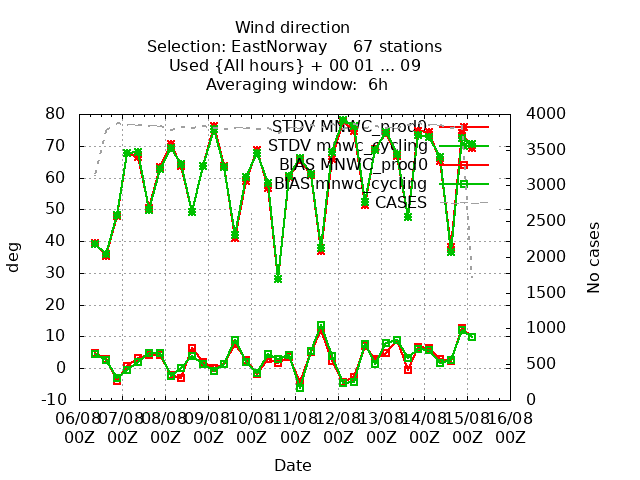 Wind direction
Selection: EastNorway 67 stations
Used {All hours} + 00 01 ... 09
Averaging window: 6h
80
70
60
50
40
30
20
10
0
-10
deg
4000
3500
3000
2500
2000
1500
1000
500
0
No cases
STDV MNWC_prod0
STDV mnwc_cycling
BIAS MNWC_prod0
BIAS mnwc_cycling
CASES
06/08 07/08 08/08 09/08 10/08 11/08 12/08 13/08 14/08 15/08 16/08
00Z 00Z 00Z 00Z 00Z 00Z 00Z 00Z 00Z 00Z 00Z
Date